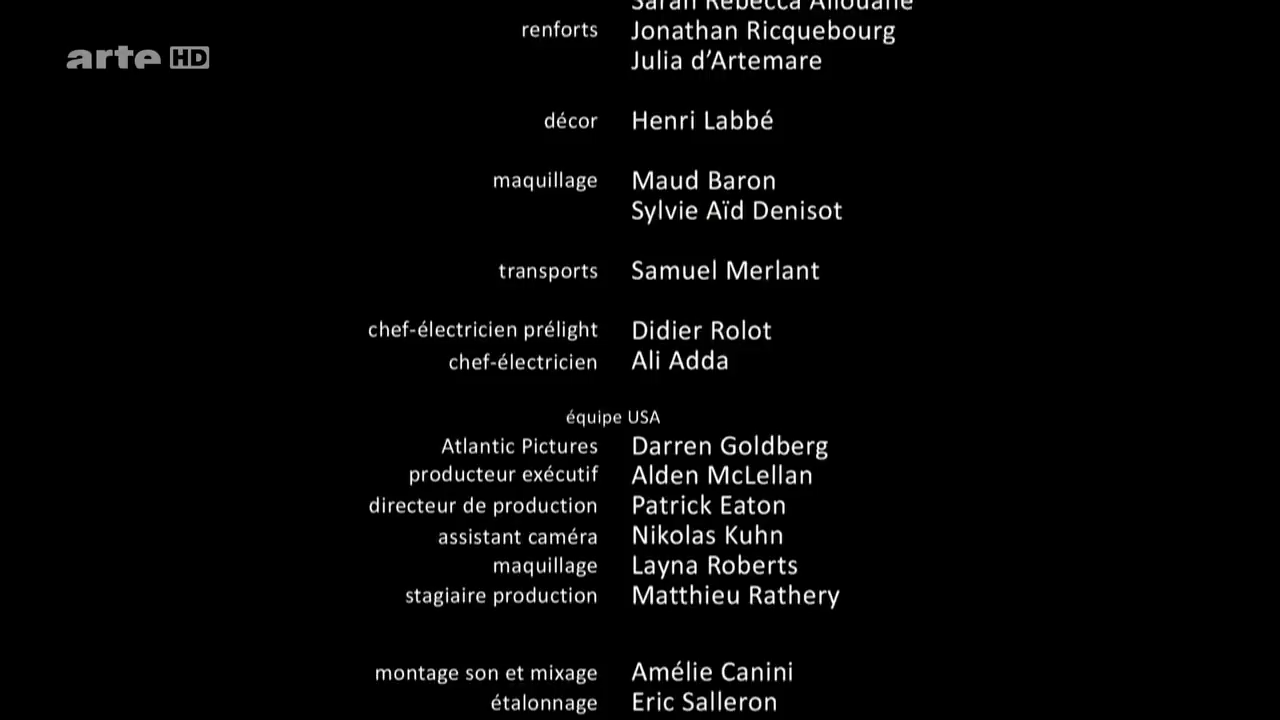 Sarah Rebecca Allouane
renforts Jonathan Ricquebourg
arte HD
Julia d’Artemare
décor Henri Labbé
maquillage Maud Baron
Sylvie Aïd Denisot
transports Samuel Merlant
chef-électricien prélight Didier Rolot
chef-électricien Ali Adda
équipe USA
Atlantic Pictures Darren Goldberg
producteur exécutif Alden McLellan
directeur de production Patrick Eaton
assistant caméra Nikolas Kuhn
maquillage Layna Roberts
stagiaire production Matthieu Rathery
montage son et mixage Amélie Canini
étalonnage Eric Salleron